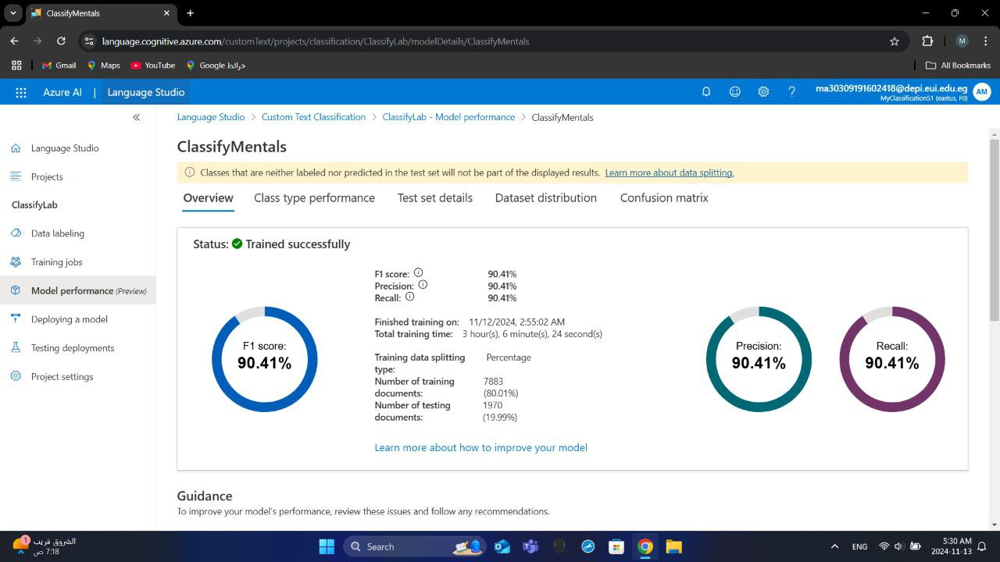 ClassifyMentals
language.cognitive.azure.com/customText/projects/classification/ClassifyLab/modelDetails/ClassifyMentals
M
Gmail
Maps
YouTube
Google خرائط
All Bookmarks
Azure AI | Language Studio
ma30309191602418@depi.eui.edu.eg
MyClassification51 (eastus, F0)
AM
Language Studio > Custom Text Classification > ClassifyLab - Model performance > ClassifyMentals
Language Studio
Projects
ClassifyLab
Data labeling
Training jobs
Model performance (Preview)
Deploying a model
Testing deployments
Project settings
ClassifyMentals
Classes that are neither labeled nor predicted in the test set will not be part of the displayed results. Learn more about data splitting.
Overview Class type performance Test set details Dataset distribution Confusion matrix
Status: Trained successfully
F1 score:
90.41%
F1 score: 90.41%
Precision: 90.41%
Recall: 90.41%
Finished training on: 11/12/2024, 2:55:02 AM
Total training time: 3 hour(s), 6 minute(s), 24 second(s)
Training data splitting type: Percentage
Number of training documents: 7883 (80.01%)
Number of testing documents: 1970 (19.99%)
Learn more about how to improve your model
Precision:
90.41%
Recall:
90.41%
Guidance
To improve your model's performance, review these issues and follow any recommendations.
1
الشروق قريب
7:18 ص
Search
ENG
5:30 AM
2024-11-13